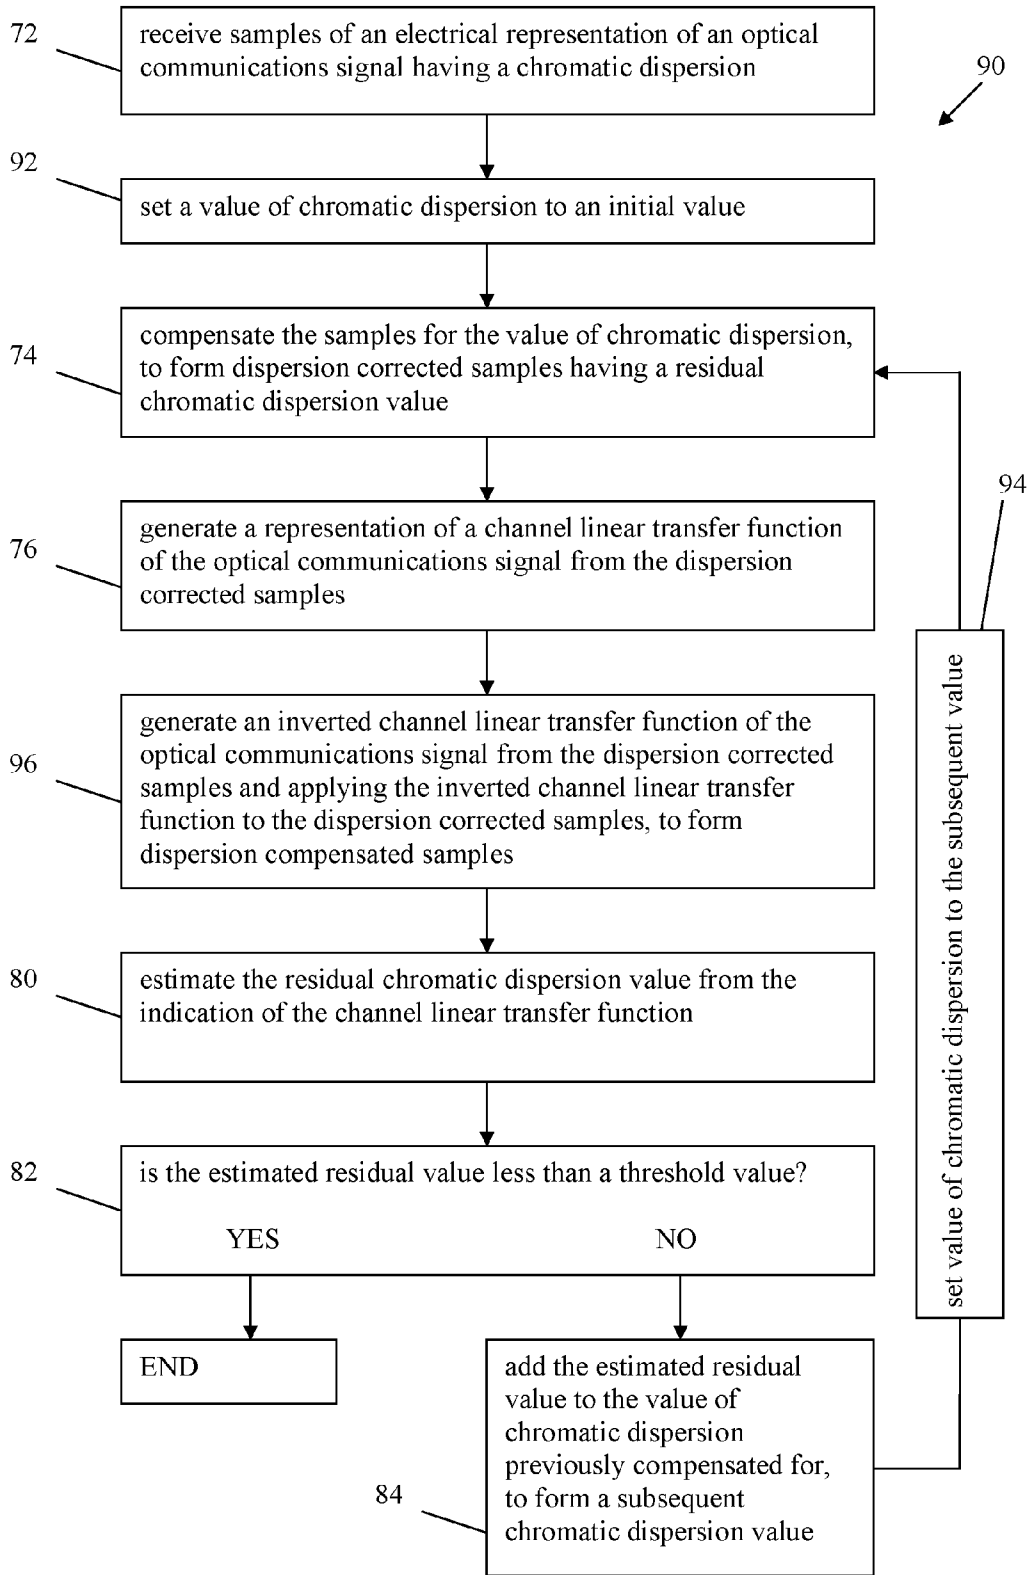 72
receive samples of an electrical representation of an optical
communications signal having a chromatic dispersion
90
92
set a value of chromatic dispersion to an initial value
74
compensate the samples for the value of chromatic dispersion,
to form dispersion corrected samples having a residual
chromatic dispersion value
94
76
generate a representation of a channel linear transfer function
of the optical communications signal from the dispersion
corrected samples
set value of chromatic dispersion to the subsequent value
96
generate an inverted channel linear transfer function of the
optical communications signal from the dispersion corrected
samples and applying the inverted channel linear transfer
function to the dispersion corrected samples, to form
dispersion compensated samples
80
estimate the residual chromatic dispersion value from the
indication of the channel linear transfer function
82
is the estimated residual value less than a threshold value?
YES NO
END
84
add the estimated residual
value to the value of
chromatic dispersion
previously compensated for,
to form a subsequent
chromatic dispersion value